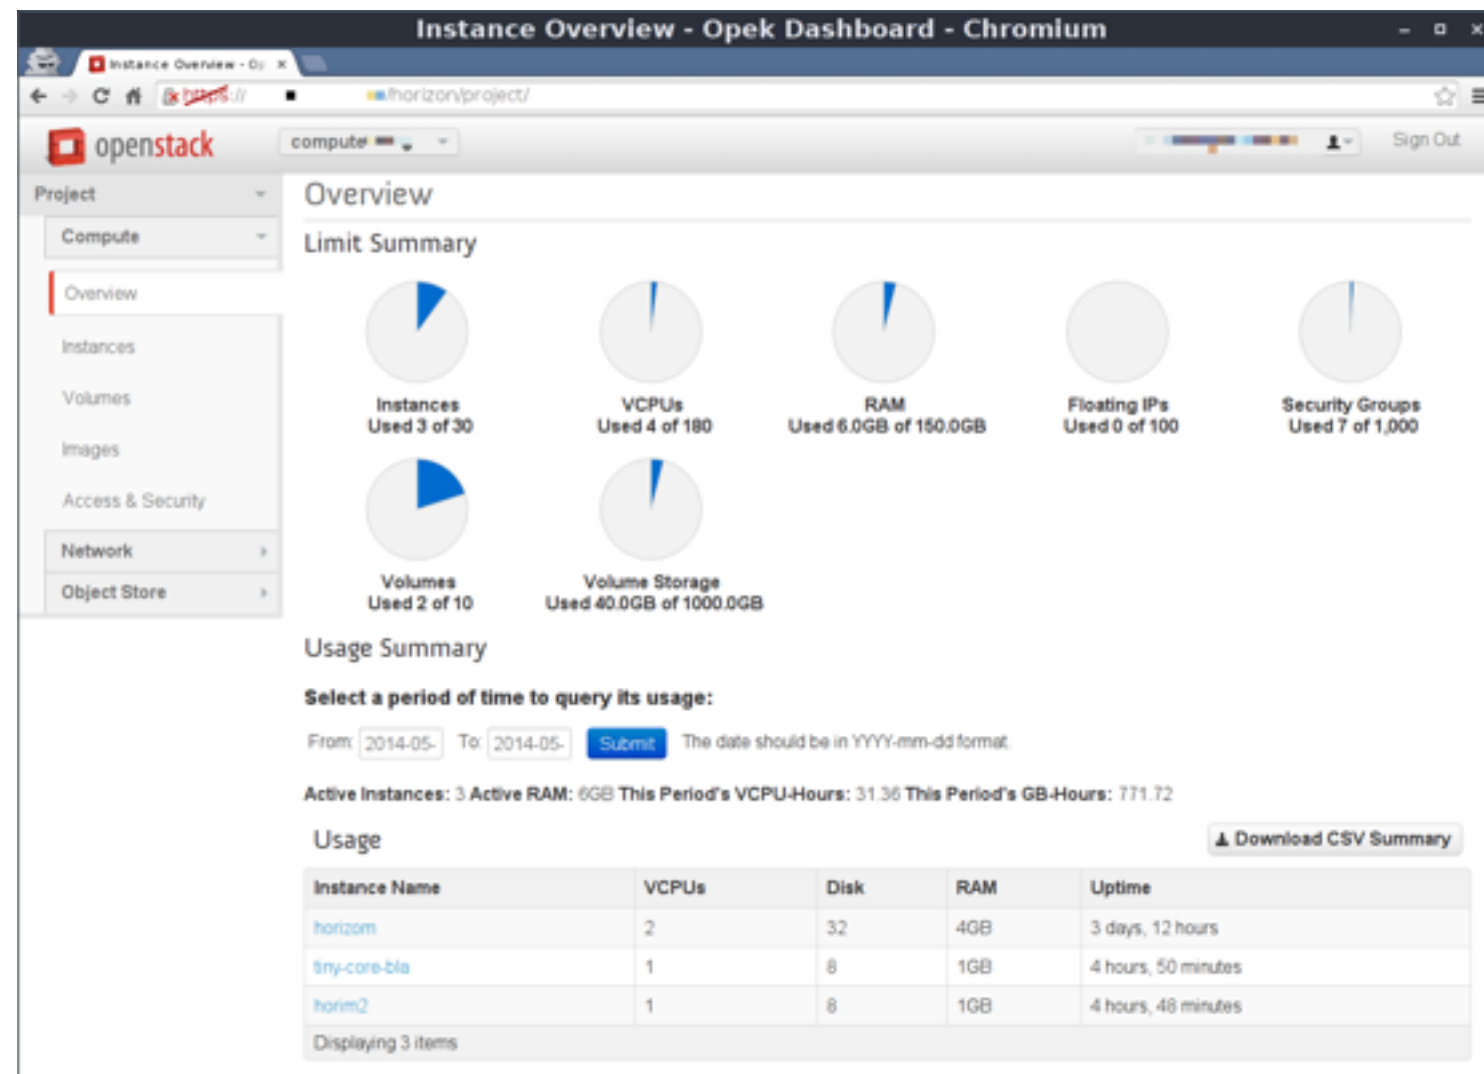 Instance Overview - Opek Dashboard - Chromium
Instance Overview - Op
https:// /horizon/project/
openstack compute Sign Out
Project
Compute
Overview
Instances
Volumes
Images
Access & Security
Network
Object Store
Overview
Limit Summary
Instances VCPUs RAM Floating IPs Security Groups
Used 3 of 30 Used 4 of 180 Used 6.0GB of 150.0GB Used 0 of 100 Used 7 of 1,000
Volumes Volume Storage
Used 2 of 10 Used 40.0GB of 1000.0GB
Usage Summary
Select a period of time to query its usage:
From: 2014-05- To: 2014-05- Submit The date should be in YYYY-mm-dd format.
Active Instances: 3 Active RAM: 6GB This Period's VCPU-Hours: 31.36 This Period's GB-Hours: 771.72
Usage Download CSV Summary
Instance Name VCPUs Disk RAM Uptime
horizom 2 32 4GB 3 days, 12 hours
tiny-core-bla 1 8 1GB 4 hours, 50 minutes
horim2 1 8 1GB 4 hours, 48 minutes
Displaying 3 items